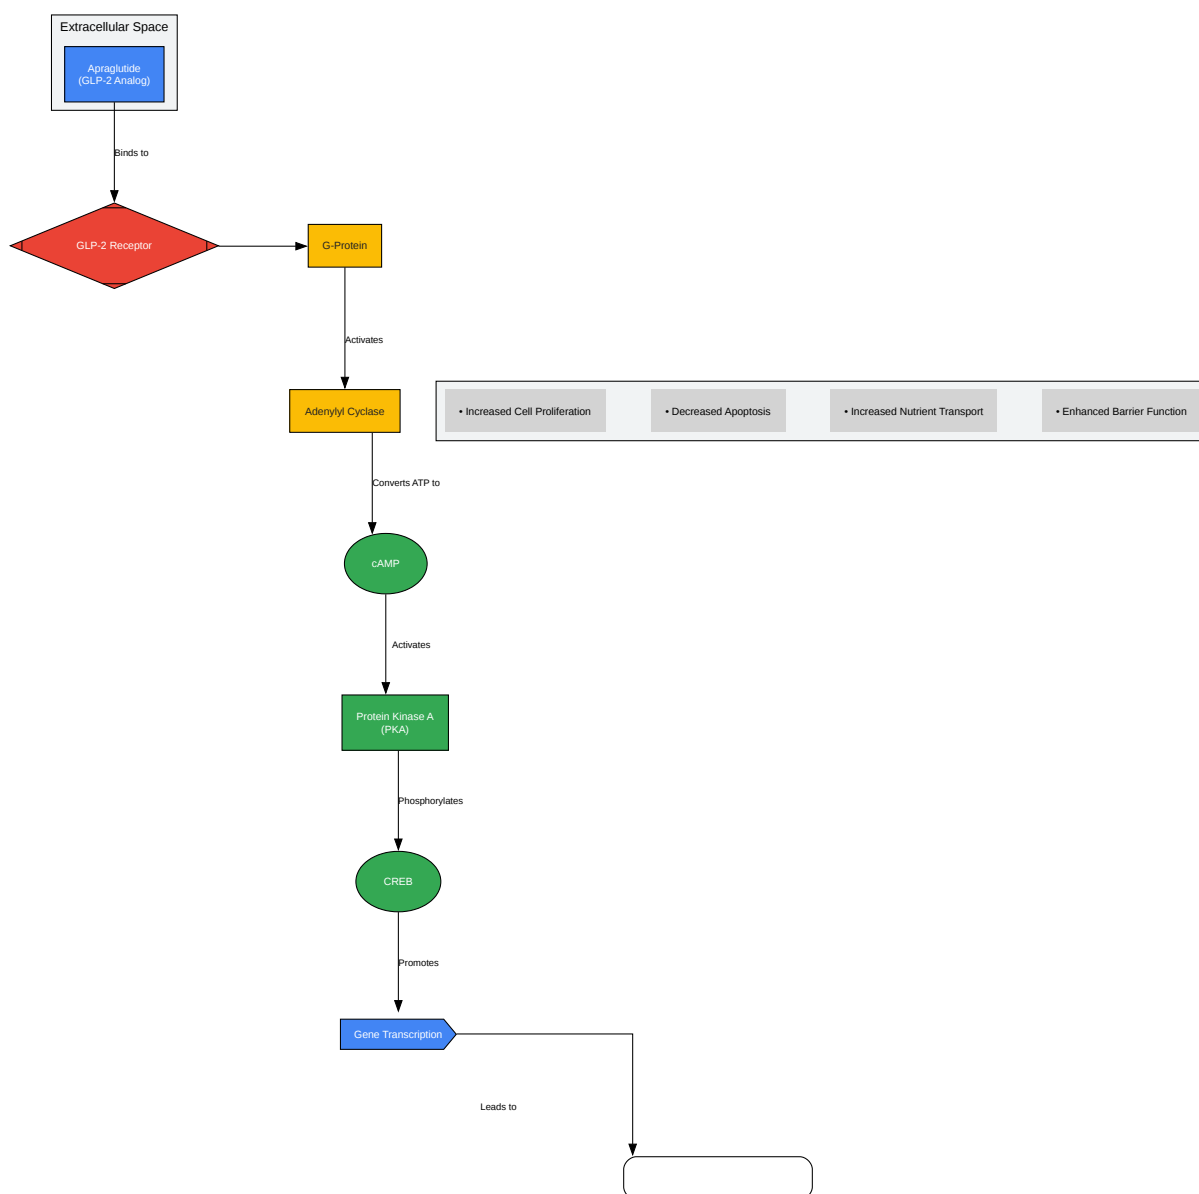 Extracellular Space
Apraglutide
(GLP-2 Analog)
Binds to
GLP-2 Receptor
G-Protein
Activates
Adenylyl Cyclase
• Increased Cell Proliferation
• Decreased Apoptosis
• Increased Nutrient Transport
• Enhanced Barrier Function
Converts ATP to
cAMP
Activates
Protein Kinase A
(PKA)
Phosphorylates
CREB
Promotes
Gene Transcription
Leads to